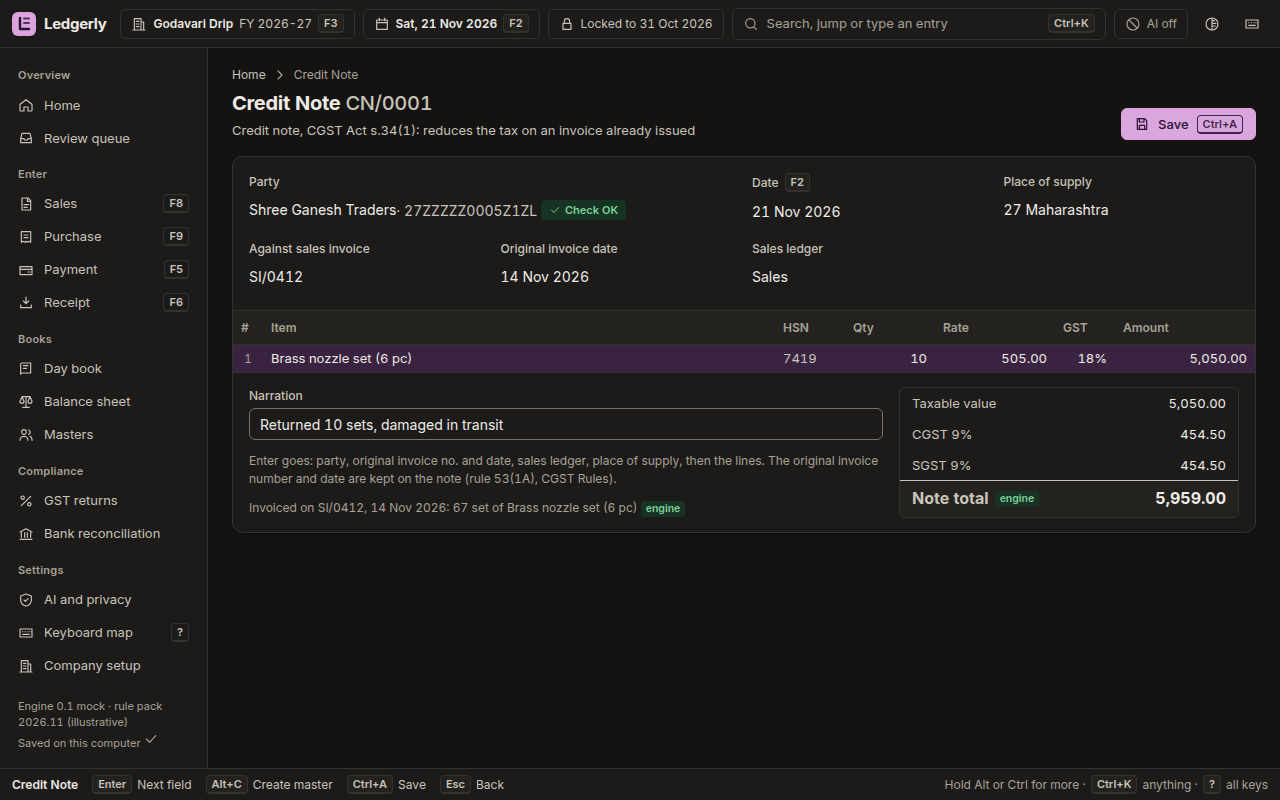 Ledgerly
Godavari Drip FY 2026-27 F3
Sat, 21 Nov 2026 F2
Locked to 31 Oct 2026
Search, jump or type an entry Ctrl+K
AI off
Overview
Home
Review queue
Enter
Sales F8
Purchase F9
Payment F5
Receipt F6
Books
Day book
Balance sheet
Masters
Compliance
GST returns
Bank reconciliation
Settings
AI and privacy
Keyboard map ?
Company setup
Engine 0.1 mock · rule pack
2026.11 (illustrative)
Saved on this computer
Home > Credit Note
Credit Note CN/0001
Credit note, CGST Act s.34(1): reduces the tax on an invoice already issued
Save Ctrl+A
Party Date F2 Place of supply
Shree Ganesh Traders· 27ZZZZZ0005Z1ZL Check OK 21 Nov 2026 27 Maharashtra
Against sales invoice Original invoice date Sales ledger
SI/0412 14 Nov 2026 Sales
# Item HSN Qty Rate GST Amount
1 Brass nozzle set (6 pc) 7419 10 505.00 18% 5,050.00
Narration
Returned 10 sets, damaged in transit
Enter goes: party, original invoice no. and date, sales ledger, place of supply, then the lines. The original invoice
number and date are kept on the note (rule 53(1A), CGST Rules).
Invoiced on SI/0412, 14 Nov 2026: 67 set of Brass nozzle set (6 pc) engine
Taxable value 5,050.00
CGST 9% 454.50
SGST 9% 454.50
Note total engine 5,959.00
Credit Note Enter Next field Alt+C Create master Ctrl+A Save Esc Back
Hold Alt or Ctrl for more · Ctrl+K anything · ? all keys